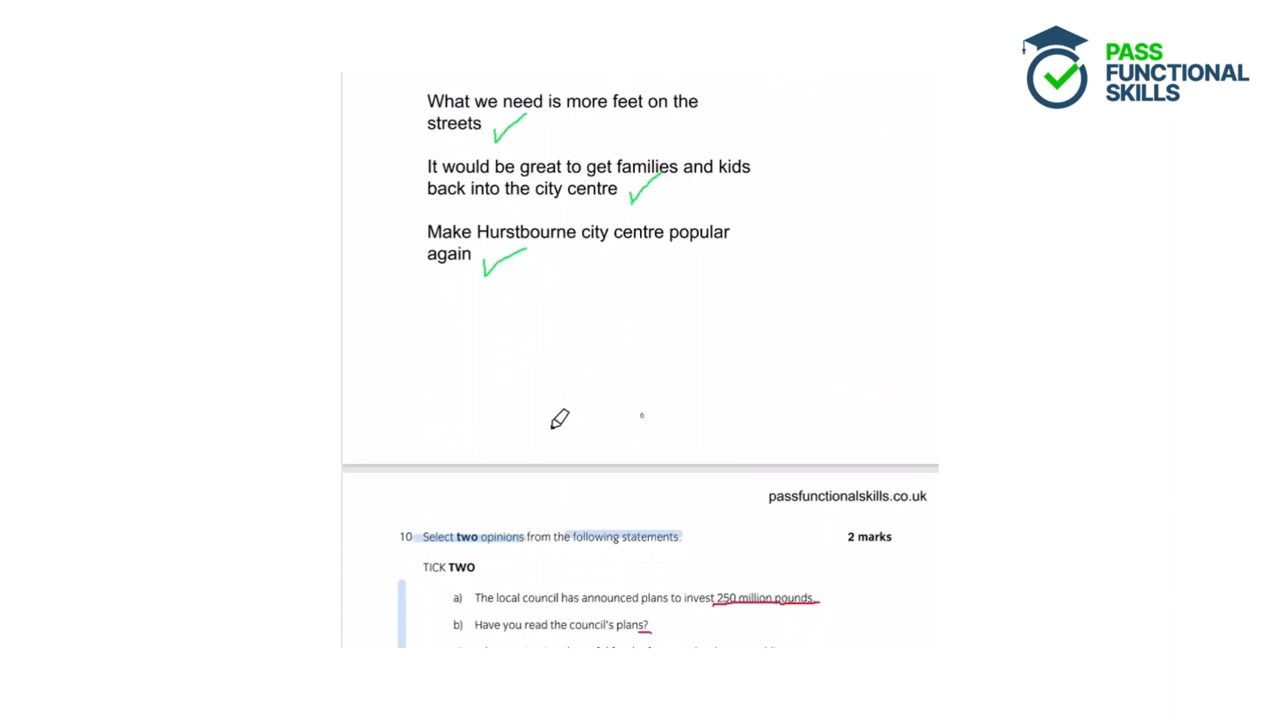 PASS
FUNCTIONAL
SKILLS
What we need is more feet on the
streets
It would be great to get families and kids
back into the city centre
Make Hurstbourne city centre popular
again
6
passfunctionalskills.co.uk
10 Select two opinions from the following statements. 2 marks
TICK TWO
a) The local council has announced plans to invest 250 million pounds.
b) Have you read the council's plans?